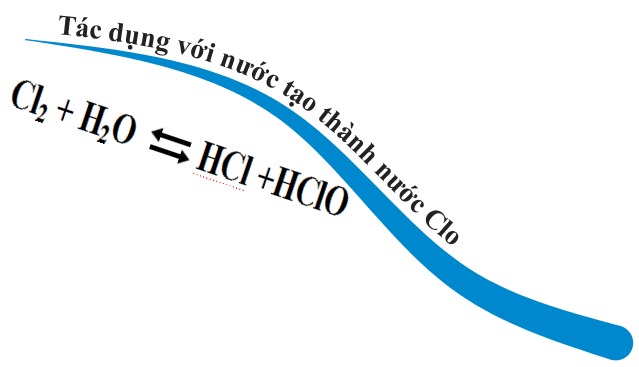 Tác dụng với nước tạo thành nước Clo
Cl₂ + H₂O ⇌ HCl + HClO